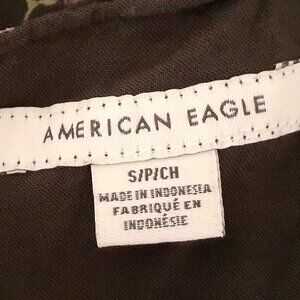 AMERICAN EAGLE
S/P/CH
MADE IN INDONESIA
FABRIQUÉ EN
INDONÉSIE